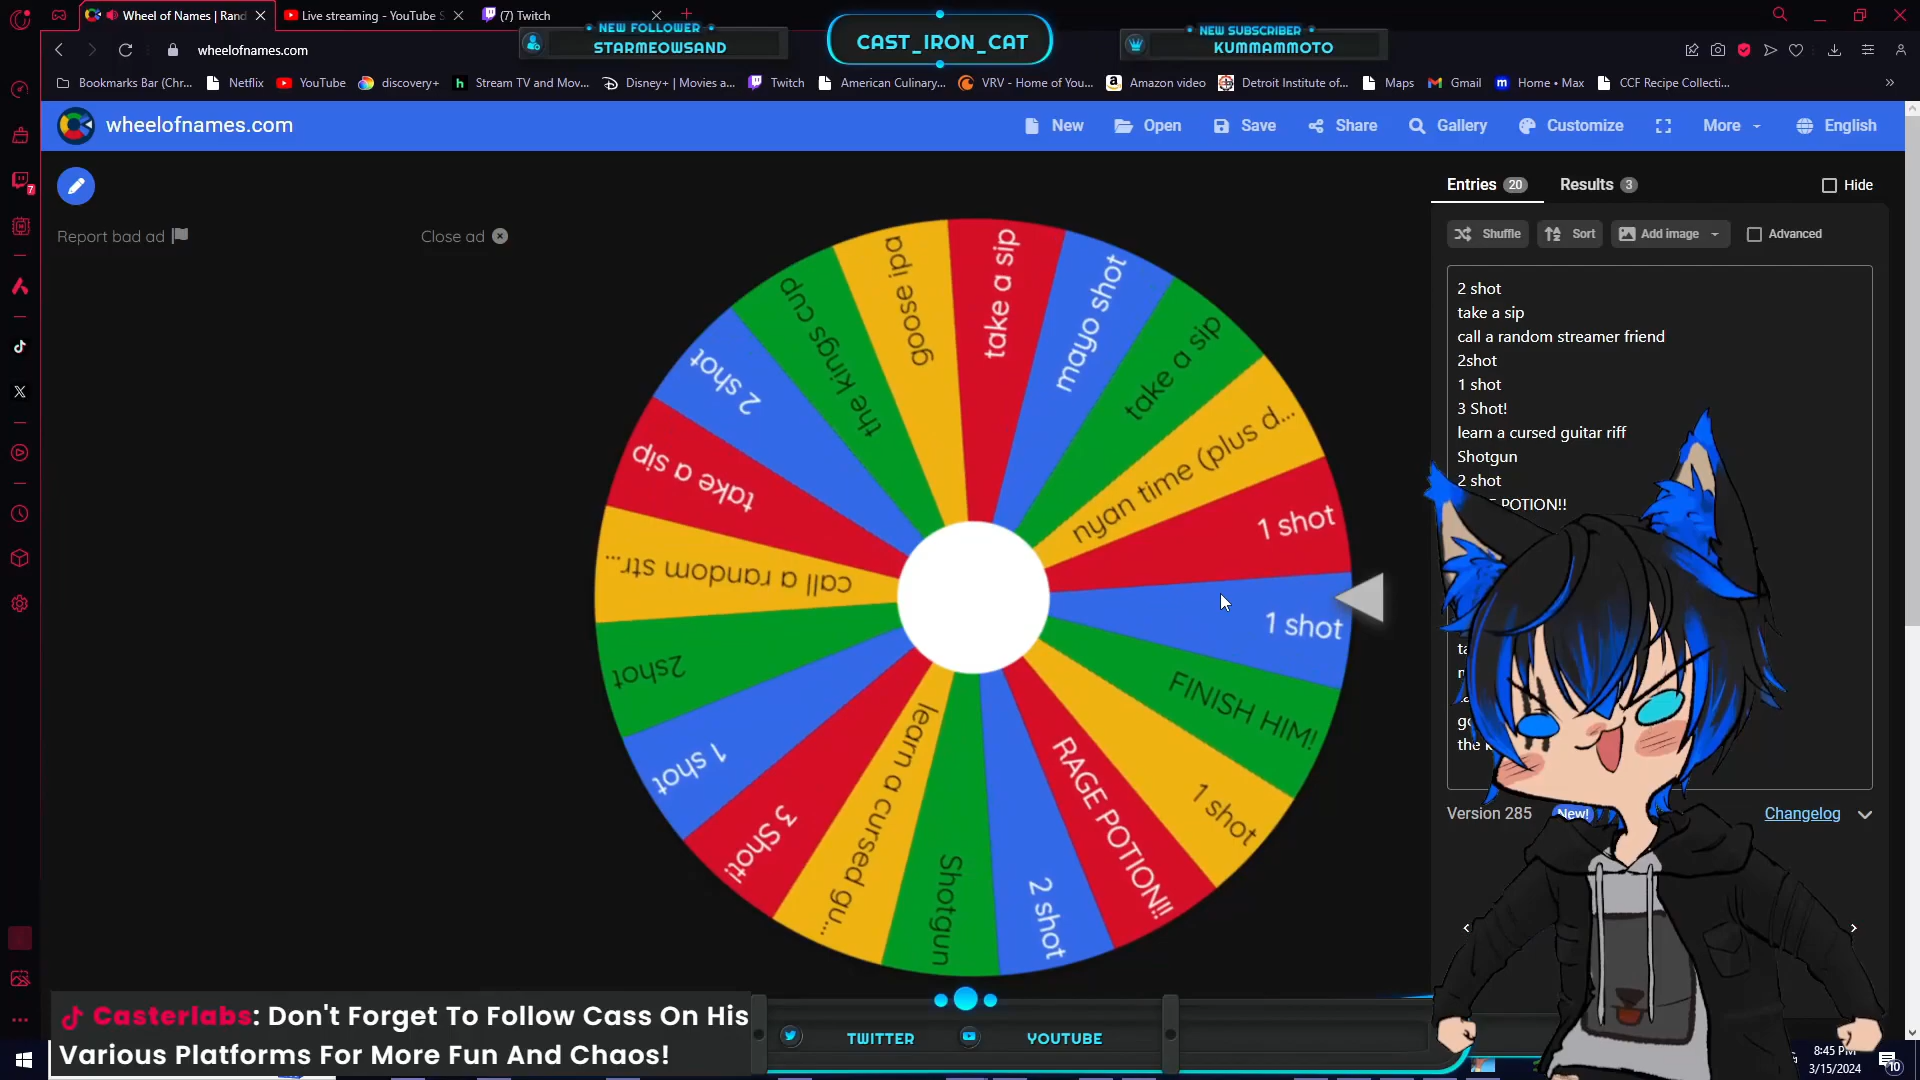 Wheel of Names | Ran
Live streaming - YouTube S
(7) Twitch
NEW FOLLOWER
STARMEOWSAND
CAST_IRON_CAT
NEW SUBSCRIBER
KUMMAMMOTO
wheelofnames.com
Bookmarks Bar (Chr...
Netflix
YouTube
discovery+
Stream TV and Mov...
Disney+ | Movies a...
Twitch
American Culinary...
VRV - Home of You...
Amazon video
Detroit Institute of...
Maps
Gmail
Home • Max
CCF Recipe Collecti...
wheelofnames.com
New
Open
Save
Share
Gallery
Customize
More
English
7
Report bad ad
Close ad
Entries 20
Results 3
Hide
Shuffle
Sort
Add image
Advanced
2 shot
take a sip
call a random streamer friend
2shot
1 shot
3 Shot!
learn a cursed guitar riff
Shotgun
2 shot
POTION!!
the
take a sip
mayo shot
take a sip
nyan time (plus d...
1 shot
1 shot
FINISH HIM!
1 shot
RAGE POTION!!
2 shot
Shotgun
learn a cursed gu...
3 Shot!
1 shot
2shot
call a random str...
take a sip
2 shot
the kings cup
goose ipa
Version 285
New!
Changelog
Casterlabs: Don't Forget To Follow Cass On His
Various Platforms For More Fun And Chaos!
TWITTER
YOUTUBE
8:45 PM
3/15/2024
10